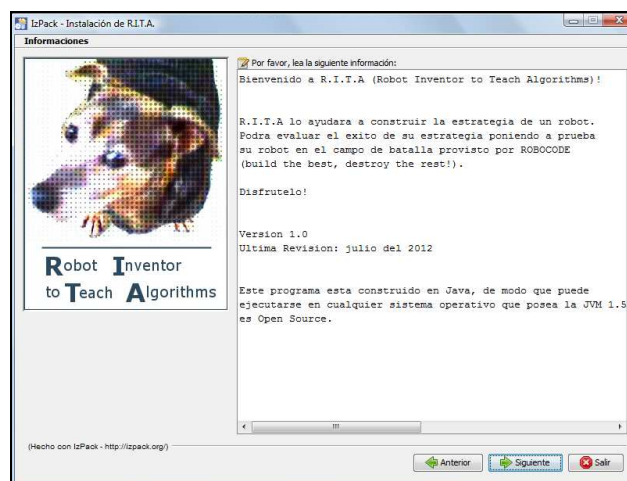 IzPack - Instalación de R.I.T.A.
Informaciones
Robot Inventor
to Teach Algorithms
Por favor, lea la siguiente información:
Bienvenido a R.I.T.A (Robot Inventor to Teach Algorithms)!
R.I.T.A lo ayudara a construir la estrategia de un robot.
Podra evaluar el exito de su estrategia poniendo a prueba
su robot en el campo de batalla provisto por ROBOCODE
(build the best, destroy the rest!).
Disfrutelo!
Version 1.0
Ultima Revision: julio del 2012
Este programa esta construido en Java, de modo que puede
ejecutarse en cualquier sistema operativo que posea la JVM 1.5
es Open Source.
(Hecho con IzPack - http://izpack.org/)
Anterior
Siguiente
Salir